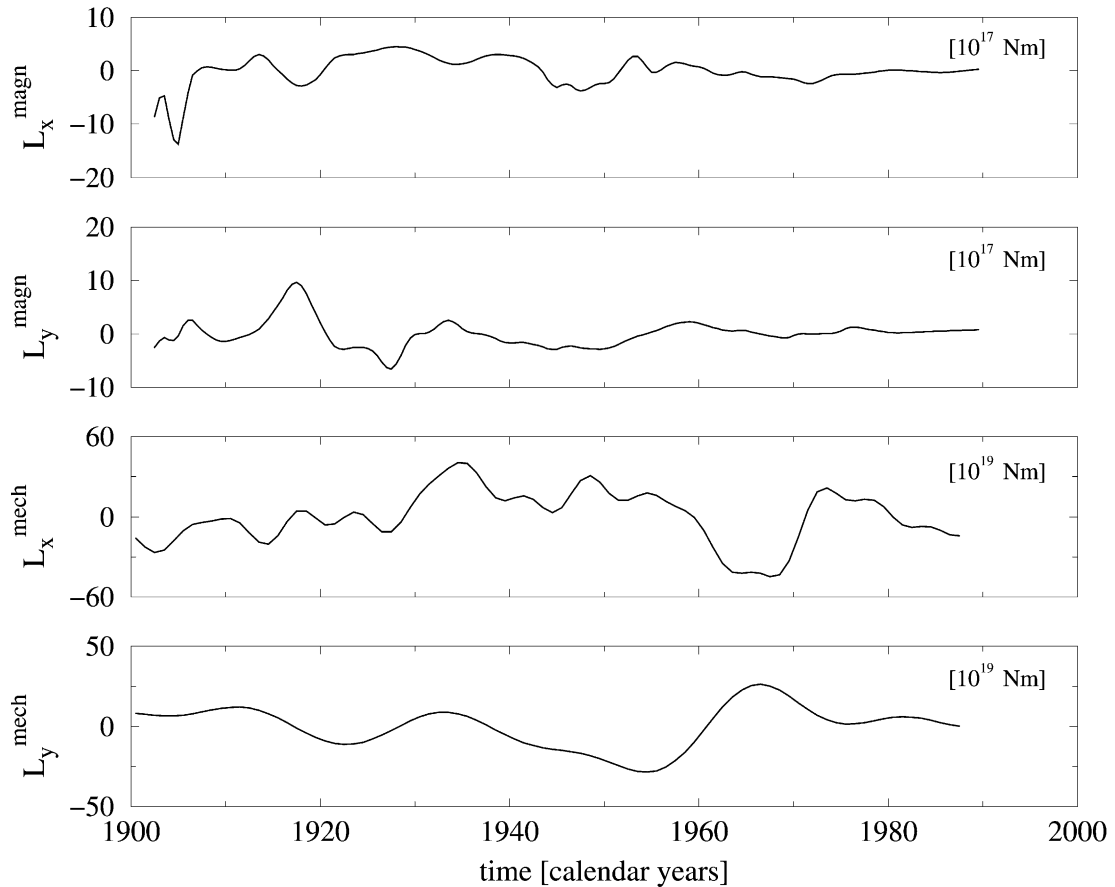 10
0
−10
−20
L_x^magn
[10^17 Nm]
20
10
0
−10
L_y^magn
[10^17 Nm]
60
0
−60
L_x^mech
[10^19 Nm]
50
0
−50
L_y^mech
[10^19 Nm]
1900 1920 1940 1960 1980 2000
time [calendar years]